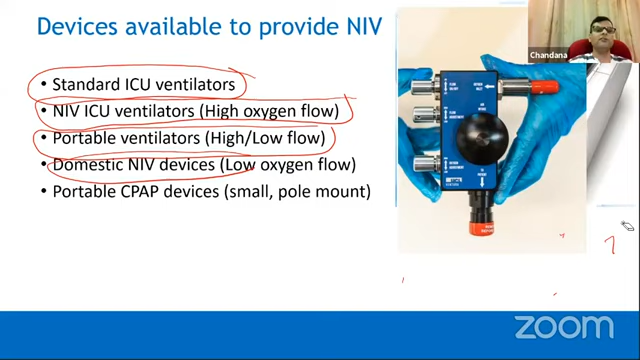 Devices available to provide NIV
Chandana
• Standard ICU ventilators
• NIV ICU ventilators (High oxygen flow)
• Portable ventilators (High/Low flow)
• Domestic NIV devices (Low oxygen flow)
• Portable CPAP devices (small, pole mount)
zoom